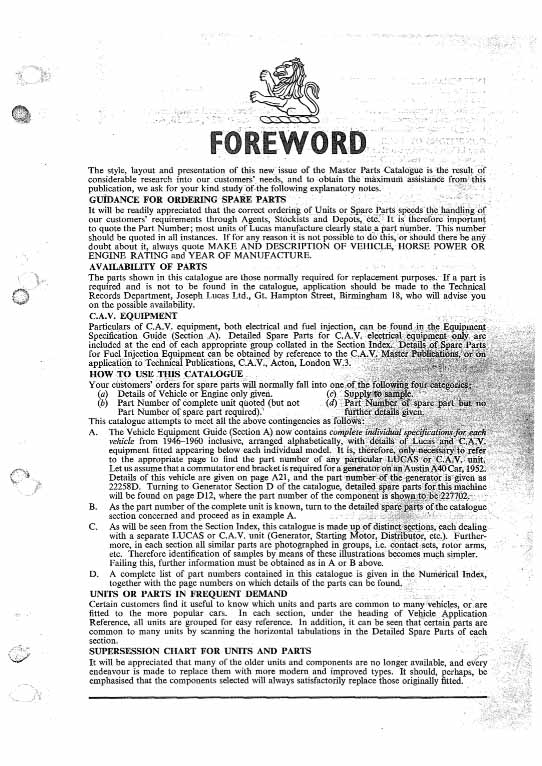 FOREWORD
The style, layout and presentation of this new issue of the Master Parts Catalogue is the result of
considerable research into our customers' needs, and to obtain the maximum assistance from this
publication, we ask for your kind study of the following explanatory notes.
GUIDANCE FOR ORDERING SPARE PARTS
It will be readily appreciated that the correct ordering of Units or Spare Parts speeds the handling of
our customers' requirements through Agents, Stockists and Depots, etc. It is therefore important
to quote the Part Number; most units of Lucas manufacture clearly state a part number. This number
should be quoted in all instances. If for any reason it is not possible to do this, or should there be any
doubt about it, always quote MAKE AND DESCRIPTION OF VEHICLE, HORSE POWER OR
ENGINE RATING and YEAR OF MANUFACTURE.
AVAILABILITY OF PARTS
The parts shown in this catalogue are those normally required for replacement purposes. If a part is
required and is not to be found in the catalogue, application should be made to the Technical
Records Department, Joseph Lucas Ltd., Gt. Hampton Street, Birmingham 18, who will advise you
on the possible availability.
C.A.V. EQUIPMENT
Particulars of C.A.V. equipment, both electrical and fuel injection, can be found in the Equipment
Specification Guide (Section A). Detailed Spare Parts for C.A.V. electrical equipment only are
included at the end of each appropriate group collated in the Section Index. Details of Spare Parts
for Fuel Injection Equipment can be obtained by reference to the C.A.V. Master Publications, or on
application to Technical Publications, C.A.V., Acton, London W.3.
HOW TO USE THIS CATALOGUE
Your customers' orders for spare parts will normally fall into one of the following four categories:
(a) Details of Vehicle or Engine only given. (c) Supply to sample.
(b) Part Number of complete unit quoted (but not (d) Part Number of spare part but no
Part Number of spare part required). further details given.
This catalogue attempts to meet all the above contingencies as follows:
A. The Vehicle Equipment Guide (Section A) now contains complete individual specifications for each
vehicle from 1946-1960 inclusive, arranged alphabetically, with details of Lucas and C.A.V.
equipment fitted appearing below each individual model. It is, therefore, only necessary to refer
to the appropriate page to find the part number of any particular LUCAS or C.A.V. unit.
Let us assume that a commutator end bracket is required for a generator on an Austin A40 Car, 1952.
Details of this vehicle are given on page A21, and the part number of the generator is given as
22258D. Turning to Generator Section D of the catalogue, detailed spare parts for this machine
will be found on page D12, where the part number of the component is shown to be 227702.
B. As the part number of the complete unit is known, turn to the detailed spare parts of the catalogue
section concerned and proceed as in example A.
C. As will be seen from the Section Index, this catalogue is made up of distinct sections, each dealing
with a separate LUCAS or C.A.V. unit (Generator, Starting Motor, Distributor, etc.). Further-
more, in each section all similar parts are photographed in groups, i.e. contact sets, rotor arms,
etc. Therefore identification of samples by means of these illustrations becomes much simpler.
Failing this, further information must be obtained as in A or B above.
D. A complete list of part numbers contained in this catalogue is given in the Numerical Index,
together with the page numbers on which details of the parts can be found.
UNITS OR PARTS IN FREQUENT DEMAND
Certain customers find it useful to know which units and parts are common to many vehicles, or are
fitted to the more popular cars. In each section, under the heading of Vehicle Application
Reference, all units are grouped for easy reference. In addition, it can be seen that certain parts are
common to many units by scanning the horizontal tabulations in the Detailed Spare Parts of each
section.
SUPERSESSION CHART FOR UNITS AND PARTS
It will be appreciated that many of the older units and components are no longer available, and every
endeavour is made to replace them with more modern and improved types. It should, perhaps, be
emphasised that the components selected will always satisfactorily replace those originally fitted.